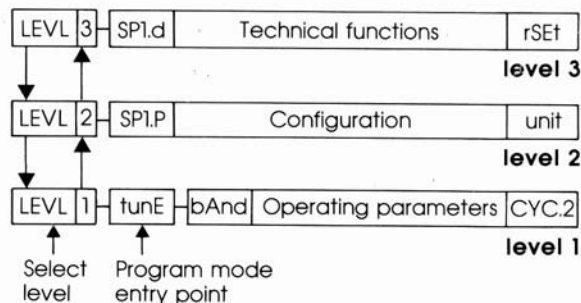 LEVL 3 SP1.d Technical functions rSEt
level 3
LEVL 2 SP1.P Configuration unit
level 2
LEVL 1 tunE bAnd Operating parameters CYC.2
level 1
Select level
Program mode entry point